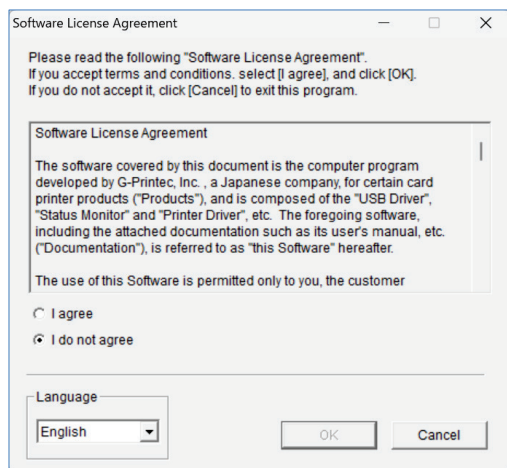 Software License Agreement
Please read the following "Software License Agreement".
If you accept terms and conditions. select [I agree], and click [OK].
If you do not accept it, click [Cancel] to exit this program.
Software License Agreement
The software covered by this document is the computer program
developed by G-Printec, Inc. , a Japanese company, for certain card
printer products ("Products"), and is composed of the "USB Driver",
"Status Monitor" and "Printer Driver", etc.  The foregoing software,
including the attached documentation such as its user's manual, etc.
("Documentation"), is referred to as "this Software" hereafter.
The use of this Software is permitted only to you, the customer
I agree
I do not agree
Language
English
OK
Cancel